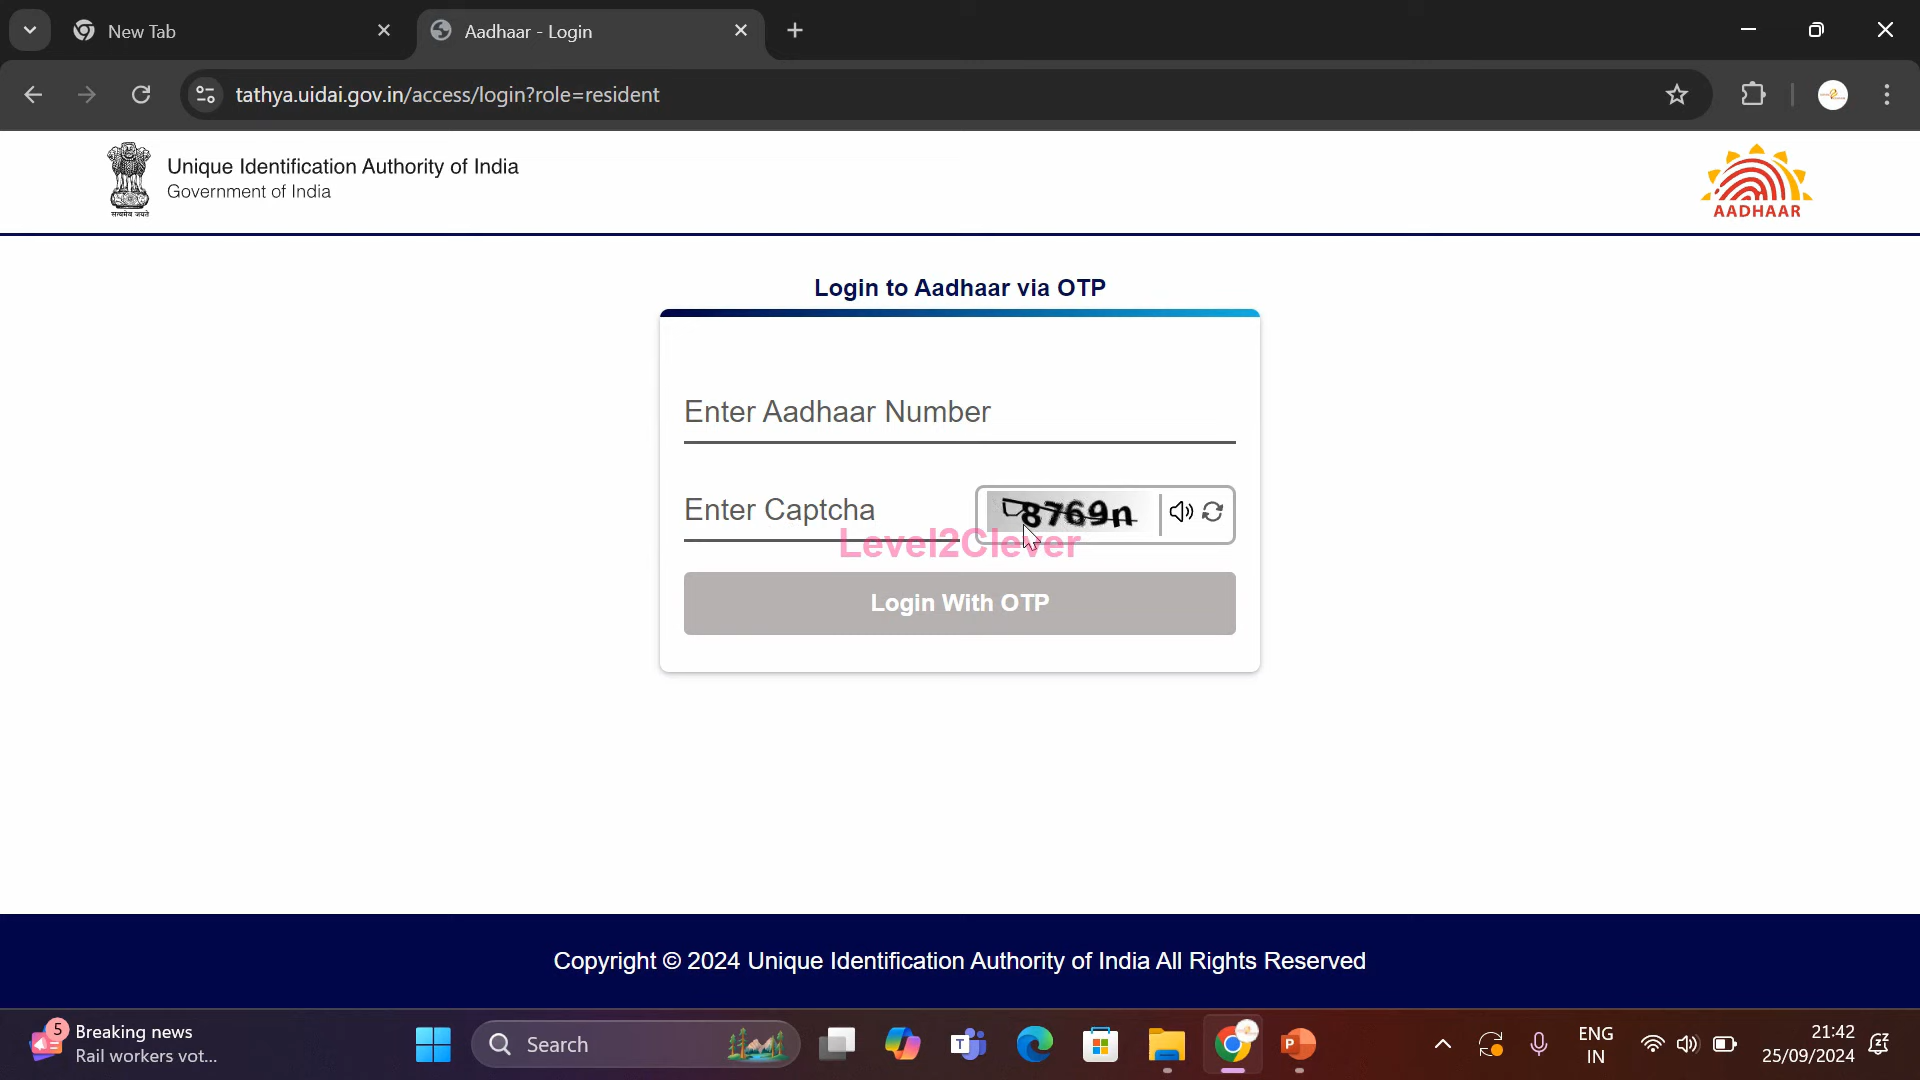 New Tab
Aadhaar - Login
tathya.uidai.gov.in/access/login?role=resident
Unique Identification Authority of India
Government of India
सत्यमेव जयते
AADHAAR
Login to Aadhaar via OTP
Enter Aadhaar Number
Enter Captcha
8769n
Level2Clever
Login With OTP
Copyright © 2024 Unique Identification Authority of India All Rights Reserved
5
Breaking news
Rail workers vot...
Search
ENG
IN
21:42
25/09/2024